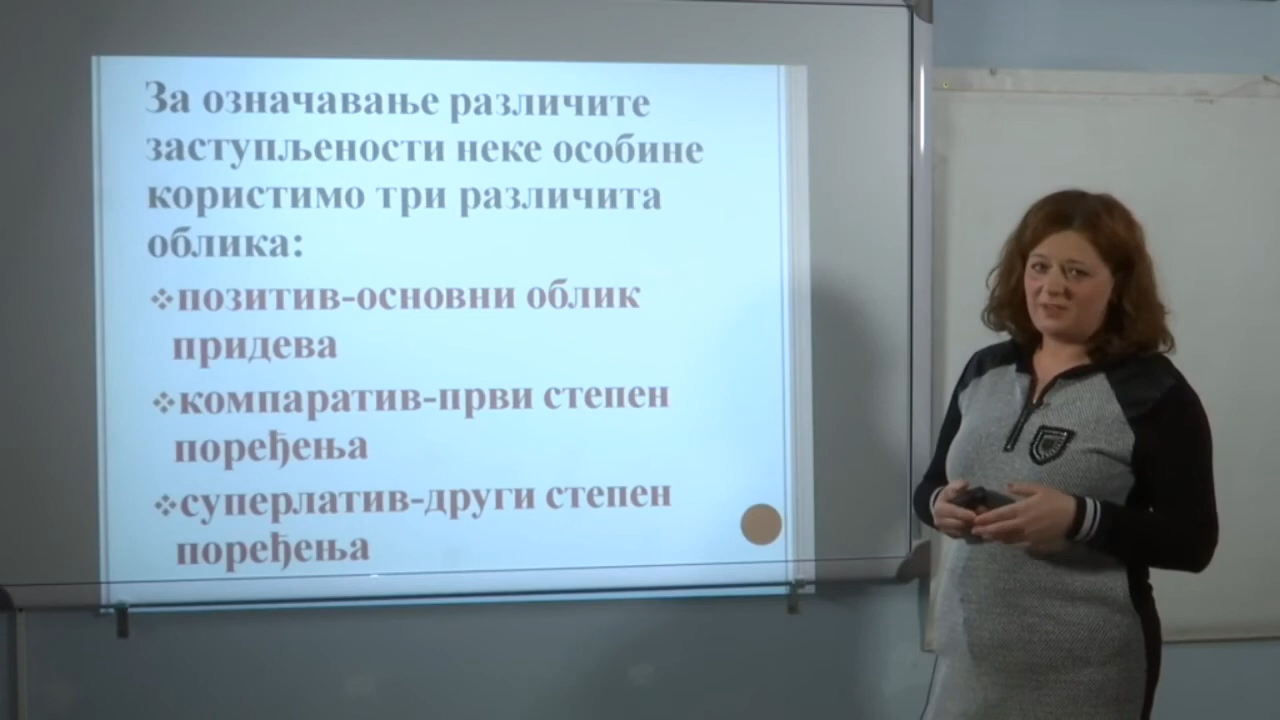 За означавање различите
заступљености неке особине
користимо три различита
облика:
❖позитив-основни облик
придева
❖компаратив-први степен
поређења
❖суперлатив-други степен
поређења